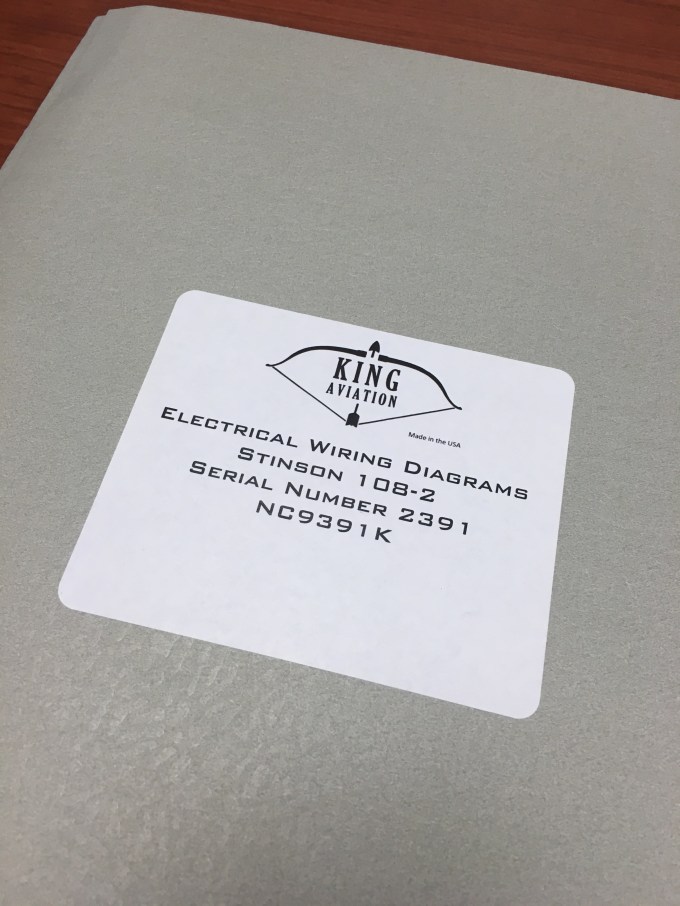 KING
AVIATION
Made in the USA
ELECTRICAL WIRING DIAGRAMS
STINSON 108-2
SERIAL NUMBER 2391
NC9391K